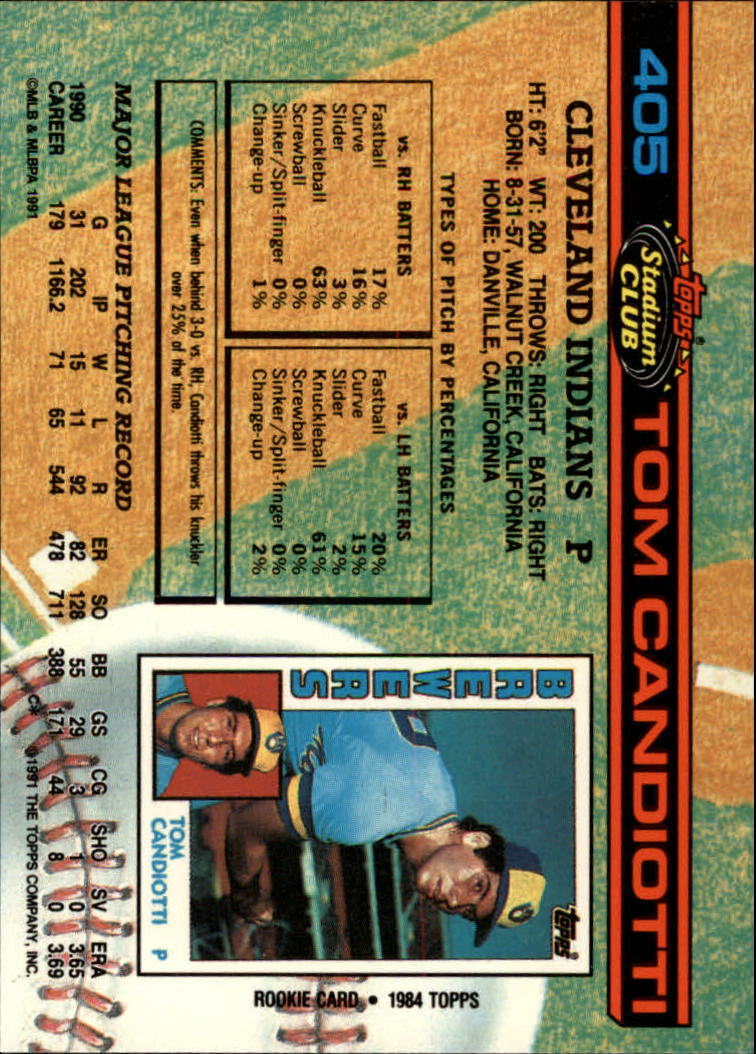 405 Topps® Stadium CLUB TOM CANDIOTTI
CLEVELAND INDIANS P
HT: 6'2" WT: 200 THROWS: RIGHT BATS: RIGHT
BORN: 8-31-57, WALNUT CREEK, CALIFORNIA
HOME: DANVILLE, CALIFORNIA
TYPES OF PITCH BY PERCENTAGES
vs. RH BATTERS
Fastball 17%
Curve 16%
Slider 3%
Knuckleball 63%
Screwball 0%
Sinker/Split-finger 0%
Change-up 1%
vs. LH BATTERS
Fastball 20%
Curve 15%
Slider 2%
Knuckleball 61%
Screwball 0%
Sinker/Split-finger 0%
Change-up 2%
COMMENTS: Even when behind 3-0 vs. RH, Candiotti throws his knuckler
over 25% of the time.
MAJOR LEAGUE PITCHING RECORD
G IP W L R ER SO BB GS CG SHO SV ERA
1990 31 202 15 11 92 82 128 55 29 3 1 0 3.65
CAREER 179 1166.2 71 65 544 478 711 388 171 44 8 0 3.69
©MLB & MLBPA 1991
C* ©1991 THE TOPPS COMPANY, INC.
BREWERS
Topps
TOM
CANDIOTTI P
ROOKIE CARD • 1984 TOPPS